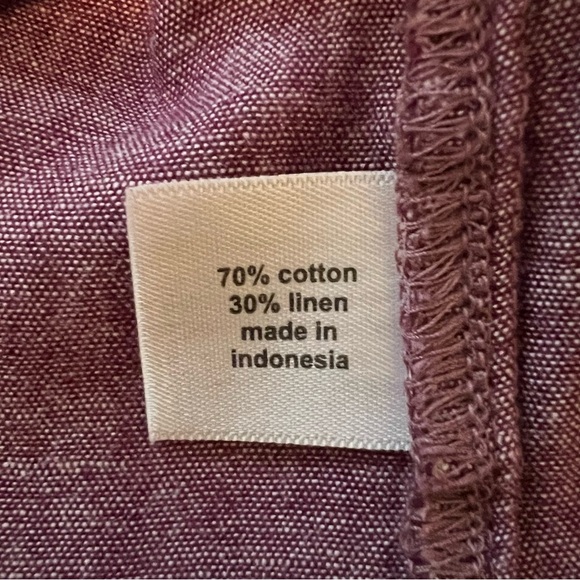 70% cotton
30% linen
made in
indonesia